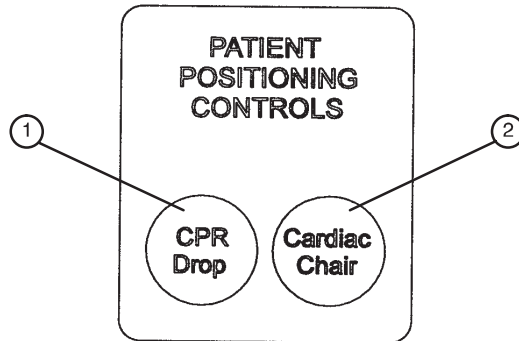 PATIENT
POSITIONING
CONTROLS
1
2
CPR
Drop
Cardiac
Chair